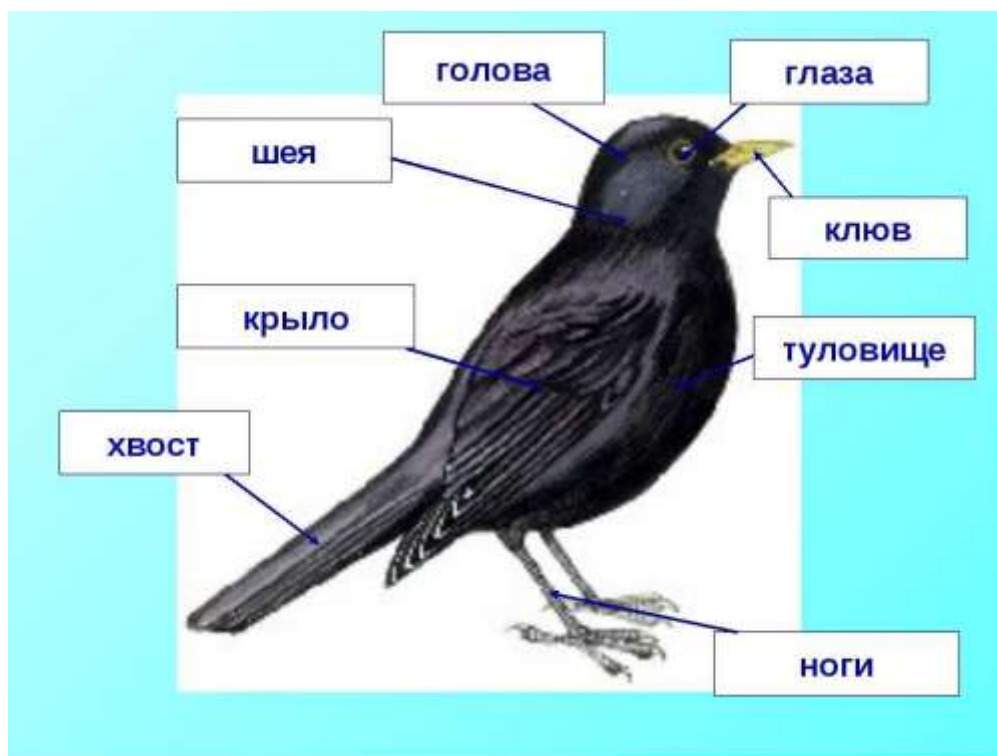 голова
глаза
шея
клюв
крыло
туловище
хвост
ноги